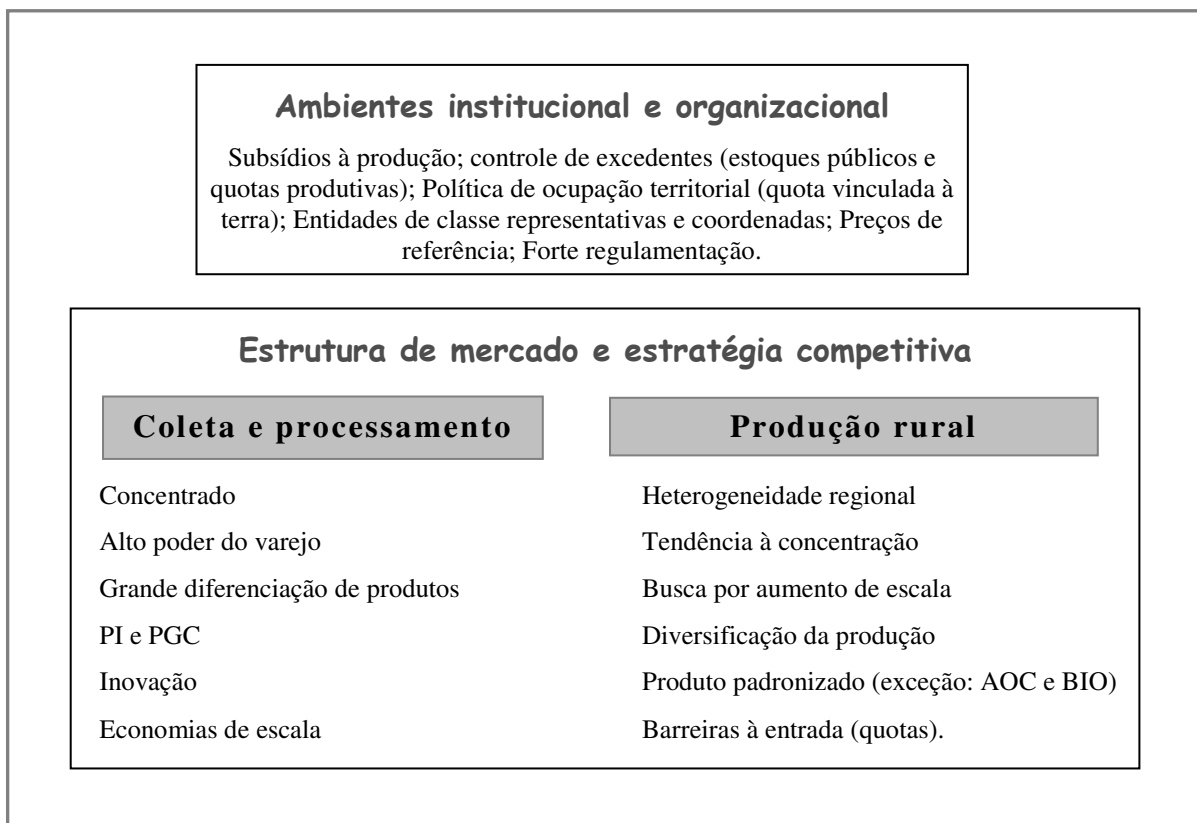 Ambientes institucional e organizacional
Subsídios à produção; controle de excedentes (estoques públicos e
quotas produtivas); Política de ocupação territorial (quota vinculada à
terra); Entidades de classe representativas e coordenadas; Preços de
referência; Forte regulamentação.
Estrutura de mercado e estratégia competitiva
Coleta e processamento
Concentrado
Alto poder do varejo
Grande diferenciação de produtos
PI e PGC
Inovação
Economias de escala
Produção rural
Heterogeneidade regional
Tendência à concentração
Busca por aumento de escala
Diversificação da produção
Produto padronizado (exceção: AOC e BIO)
Barreiras à entrada (quotas).